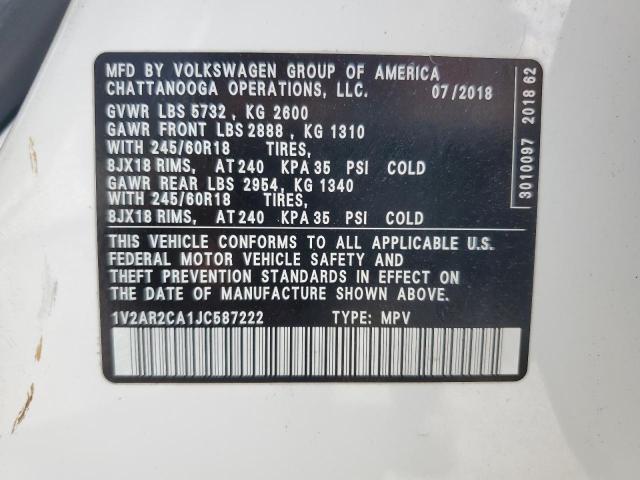 MFD BY VOLKSWAGEN GROUP OF AMERICA
CHATTANOOGA OPERATIONS, LLC. 07/2018
GVWR LBS 5732, KG 2600
GAWR FRONT LBS 2888, KG 1310
WITH 245/60R18 TIRES,
8JX18 RIMS, AT 240 KPA 35 PSI COLD
GAWR REAR LBS 2954, KG 1340
WITH 245/60R18 TIRES,
8JX18 RIMS, AT 240 KPA 35 PSI COLD
THIS VEHICLE CONFORMS TO ALL APPLICABLE U.S.
FEDERAL MOTOR VEHICLE SAFETY AND
THEFT PREVENTION STANDARDS IN EFFECT ON
THE DATE OF MANUFACTURE SHOWN ABOVE.
1V2AR2CA1JC587222 TYPE: MPV
3010097 2018 62